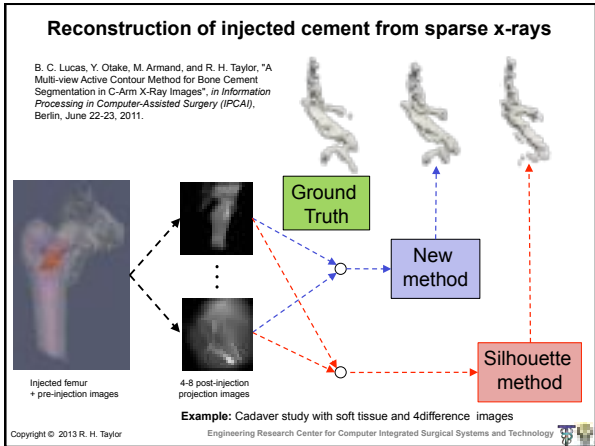 Reconstruction of injected cement from sparse x-rays
B. C. Lucas, Y. Otake, M. Armand, and R. H. Taylor, "A
Multi-view Active Contour Method for Bone Cement
Segmentation in C-Arm X-Ray Images", in Information
Processing in Computer-Assisted Surgery (IPCAI),
Berlin, June 22-23, 2011.
Ground
Truth
New
method
Silhouette
method
Injected femur
+ pre-injection images
4-8 post-injection
projection images
Example: Cadaver study with soft tissue and 4difference images
Copyright © 2013 R. H. Taylor
Engineering Research Center for Computer Integrated Surgical Systems and Technology